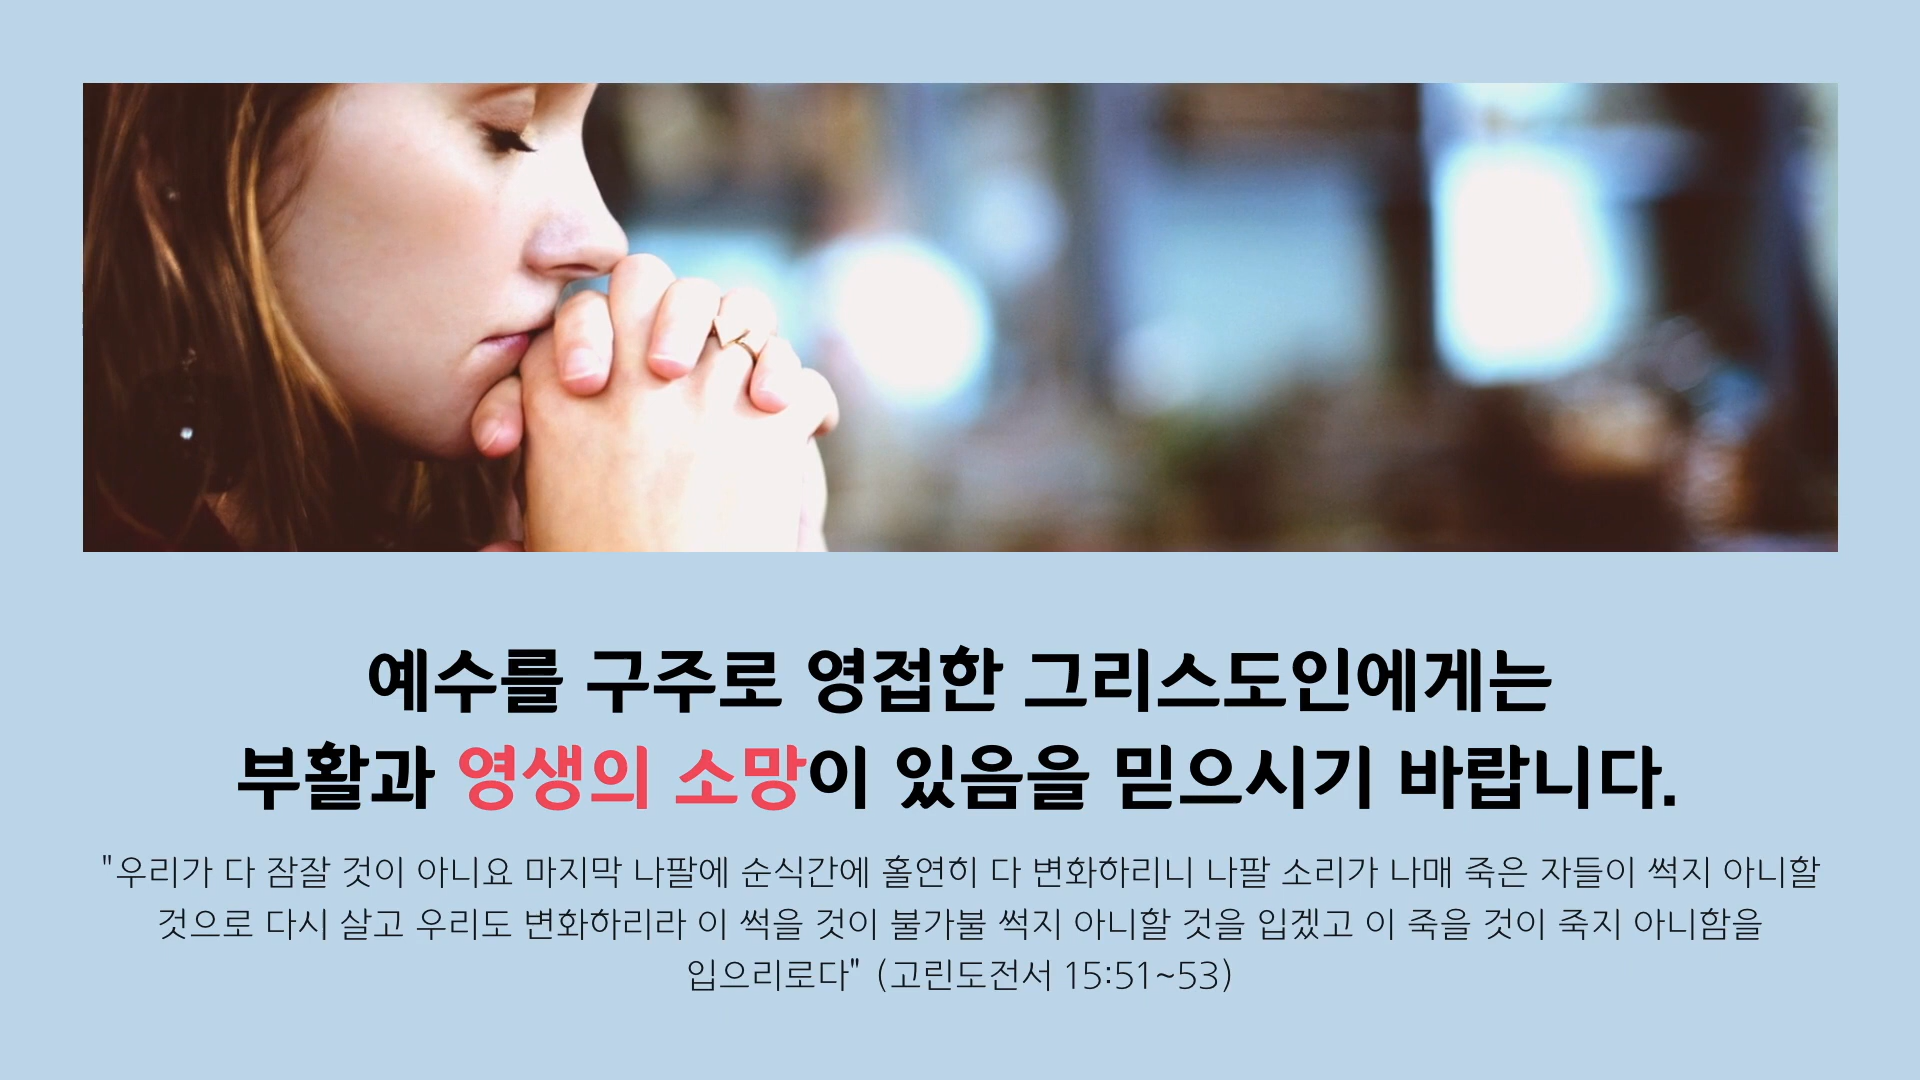 예수를 구주로 영접한 그리스도인에게는
부활과 영생의 소망이 있음을 믿으시기 바랍니다.
"우리가 다 잠잘 것이 아니요 마지막 나팔에 순식간에 홀연히 다 변화하리니 나팔 소리가 나매 죽은 자들이 썩지 아니할
것으로 다시 살고 우리도 변화하리라 이 썩을 것이 불가불 썩지 아니할 것을 입겠고 이 죽을 것이 죽지 아니함을
입으리로다" (고린도전서 15:51~53)